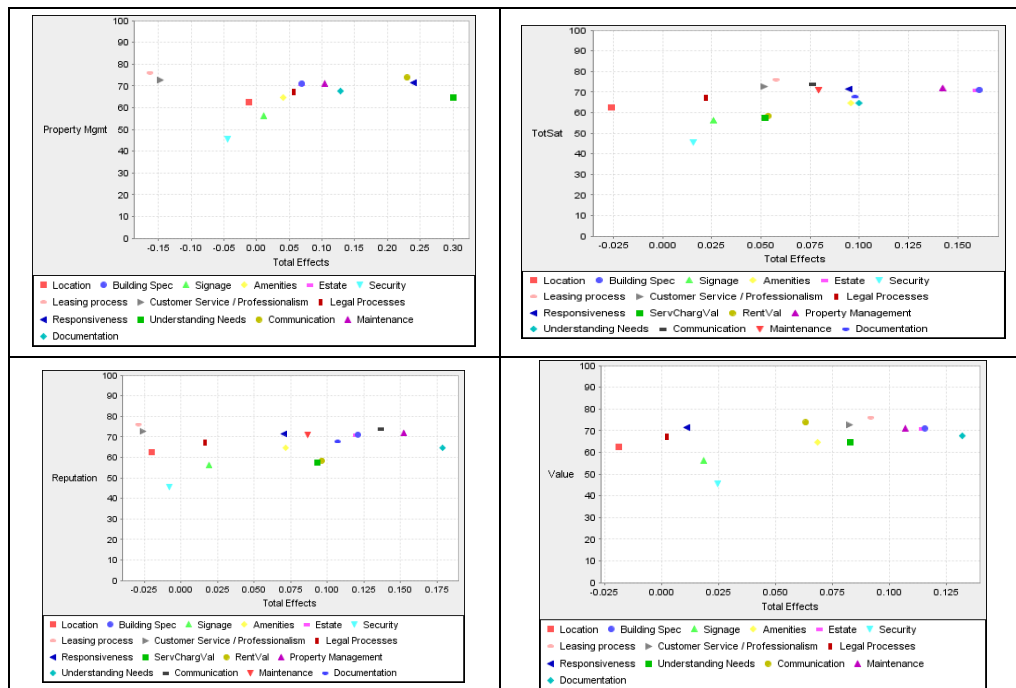 100
90
80
70
60
50
40
30
20
10
0
Property Mgmt
-0.15 -0.10 -0.05 0.00 0.05 0.10 0.15 0.20 0.25 0.30
Total Effects
Location Building Spec Signage Amenities Estate Security
Leasing process Customer Service / Professionalism Legal Processes
Responsiveness Understanding Needs Communication Maintenance
Documentation
100
90
80
70
60
50
40
30
20
10
0
TotSat
-0.025 0.000 0.025 0.050 0.075 0.100 0.125 0.150
Total Effects
Location Building Spec Signage Amenities Estate Security
Leasing process Customer Service / Professionalism Legal Processes
Responsiveness ServChargVal RentVal Property Management
Understanding Needs Communication Maintenance Documentation
100
90
80
70
60
50
40
30
20
10
0
Reputation
-0.025 0.000 0.025 0.050 0.075 0.100 0.125 0.150 0.175
Total Effects
Location Building Spec Signage Amenities Estate Security
Leasing process Customer Service / Professionalism Legal Processes
Responsiveness ServChargVal RentVal Property Management
Understanding Needs Communication Maintenance Documentation
100
90
80
70
60
50
40
30
20
10
0
Value
-0.025 0.000 0.025 0.050 0.075 0.100 0.125
Total Effects
Location Building Spec Signage Amenities Estate Security
Leasing process Customer Service / Professionalism Legal Processes
Responsiveness Understanding Needs Communication Maintenance
Documentation